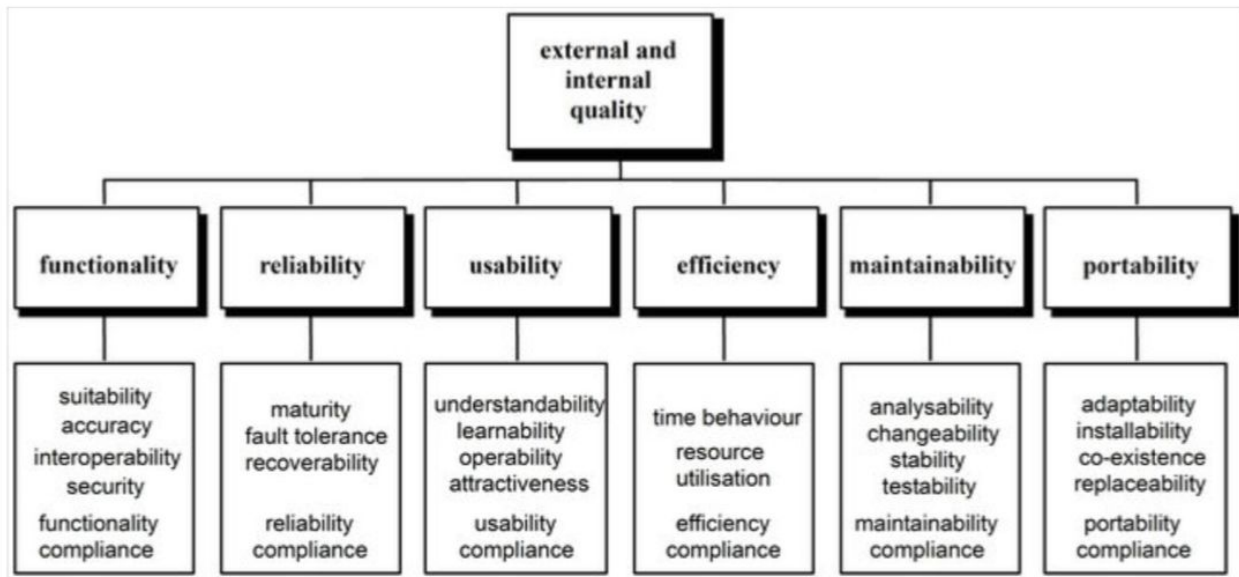 external and
internal
quality
functionality
reliability
usability
efficiency
maintainability
portability
suitability
accuracy
interoperability
security
functionality
compliance
maturity
fault tolerance
recoverability
reliability
compliance
understandability
learnability
operability
attractiveness
usability
compliance
time behaviour
resource
utilisation
efficiency
compliance
analysability
changeability
stability
testability
maintainability
compliance
adaptability
installability
co-existence
replaceability
portability
compliance